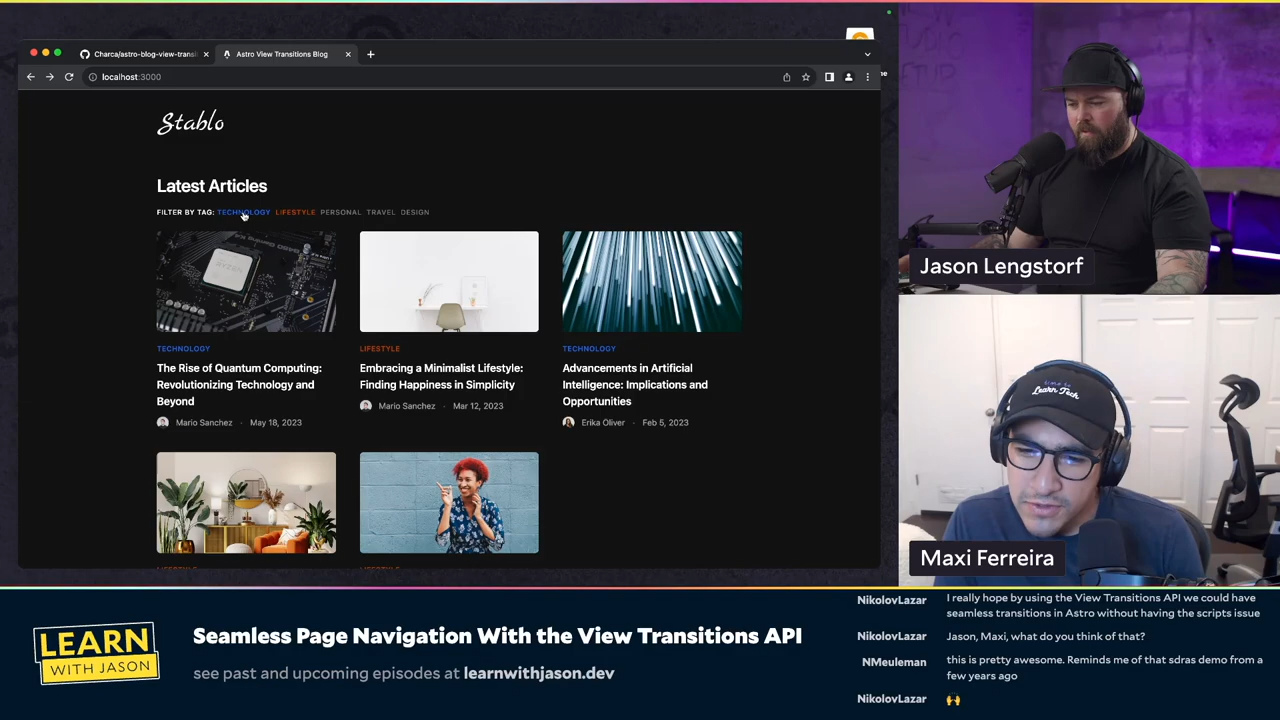 Charca/astro-blog-view-transi
Astro View Transitions Blog
localhost:3000
Stablo
Latest Articles
FILTER BY TAG: TECHNOLOGY LIFESTYLE PERSONAL TRAVEL DESIGN
RYZEN
TECHNOLOGY
The Rise of Quantum Computing:
Revolutionizing Technology and
Beyond
Mario Sanchez · May 18, 2023
LIFESTYLE
Embracing a Minimalist Lifestyle:
Finding Happiness in Simplicity
Mario Sanchez · Mar 12, 2023
TECHNOLOGY
Advancements in Artificial
Intelligence: Implications and
Opportunities
Erika Oliver · Feb 5, 2023
Jason Lengstorf
Learn Tech
Maxi Ferreira
LEARN
WITH JASON
Seamless Page Navigation With the View Transitions API
see past and upcoming episodes at learnwithjason.dev
NikolovLazar I really hope by using the View Transitions API we could have
seamless transitions in Astro without having the scripts issue
NikolovLazar Jason, Maxi, what do you think of that?
NMeuleman this is pretty awesome. Reminds me of that sdras demo from a
few years ago
NikolovLazar 🙌